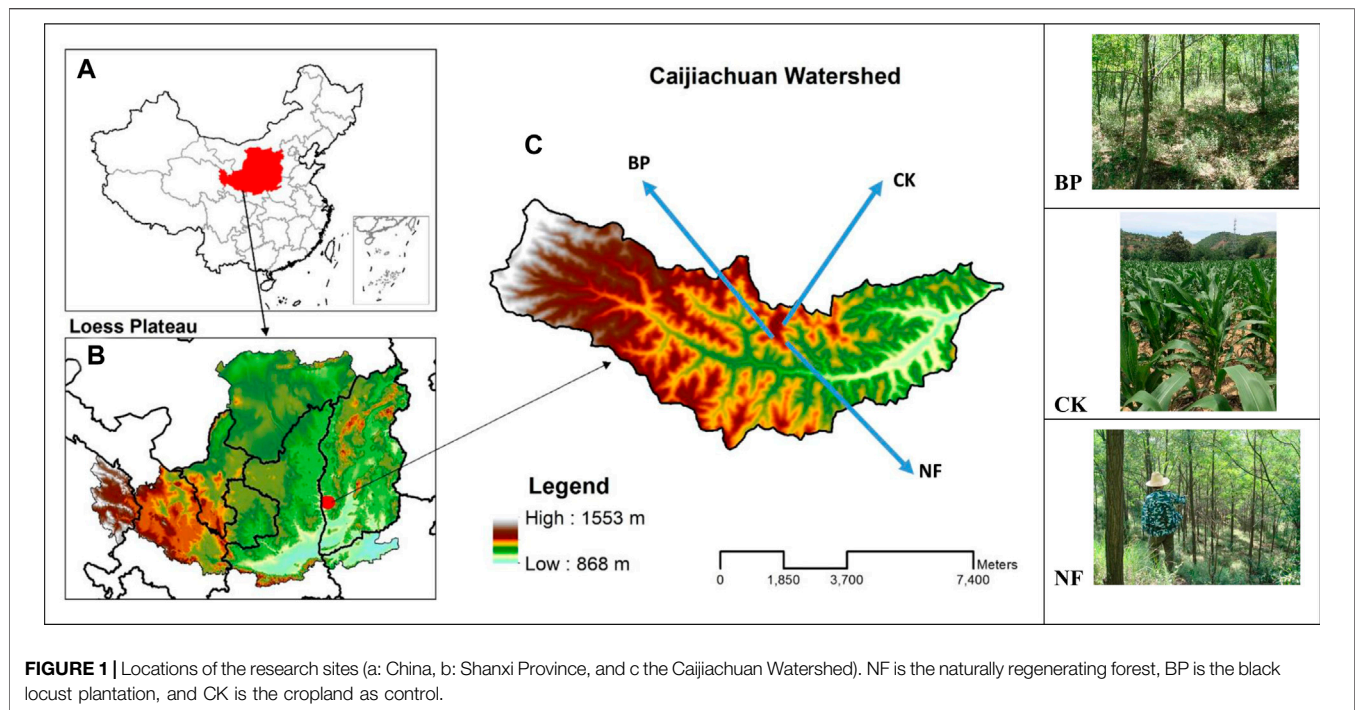 A
Caijiachuan Watershed
C
BP
CK
BP
Loess Plateau
B
CK
NF
Legend
High : 1553 m
Low : 868 m
Meters
0 1,850 3,700 7,400
NF
FIGURE 1 | Locations of the research sites (a: China, b: Shanxi Province, and c the Caijiachuan Watershed). NF is the naturally regenerating forest, BP is the black
locust plantation, and CK is the cropland as control.